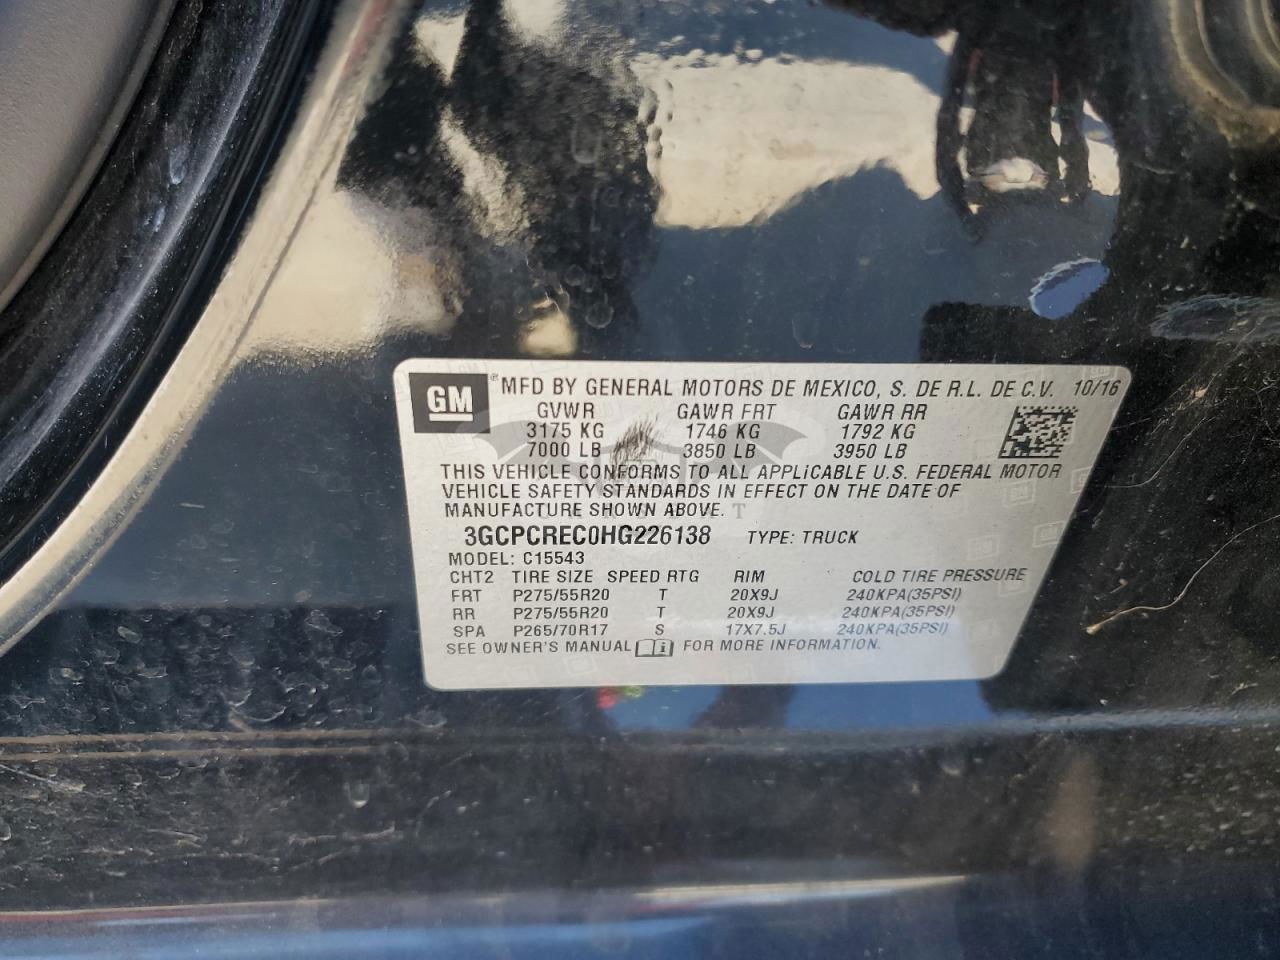 GM ® MFD BY GENERAL MOTORS DE MEXICO, S. DE R.L. DE C.V. 10/16
GVWR GAWR FRT GAWR RR
3175 KG 1746 KG 1792 KG
7000 LB 3850 LB 3950 LB
THIS VEHICLE CONFORMS TO ALL APPLICABLE U.S. FEDERAL MOTOR
VEHICLE SAFETY STANDARDS IN EFFECT ON THE DATE OF
MANUFACTURE SHOWN ABOVE.
3GCPCREC0HG226138 TYPE: TRUCK
MODEL: C15543
CHT2 TIRE SIZE SPEED RTG RIM COLD TIRE PRESSURE
FRT P275/55R20 T 20X9J 240KPA(35PSI)
RR P275/55R20 T 20X9J 240KPA(35PSI)
SPA P265/70R17 S 17X7.5J 240KPA(35PSI)
SEE OWNER'S MANUAL FOR MORE INFORMATION.